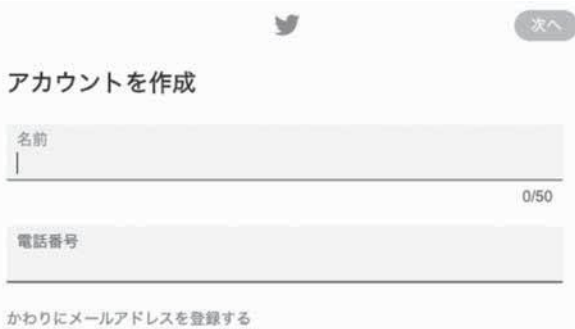 次へ
アカウントを作成
名前
0/50
電話番号
かわりにメールアドレスを登録する